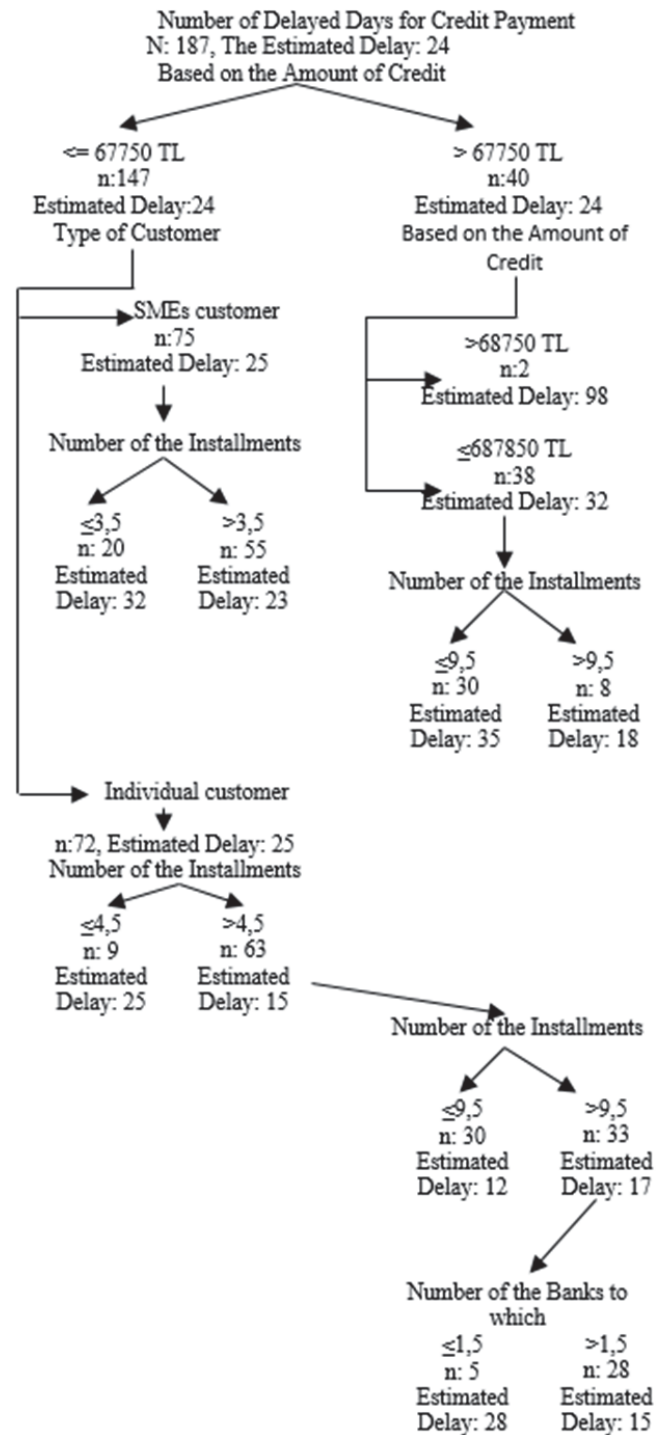 Number of Delayed Days for Credit Payment
N: 187, The Estimated Delay: 24
Based on the Amount of Credit
<= 67750 TL
n:147
Estimated Delay:24
Type of Customer
> 67750 TL
n:40
Estimated Delay: 24
Based on the Amount of
Credit
SMEs customer
n:75
Estimated Delay: 25
Number of the Installments
≤3,5
n: 20
Estimated
Delay: 32
>3,5
n: 55
Estimated
Delay: 23
>68750 TL
n:2
Estimated Delay: 98
≤687850 TL
n:38
Estimated Delay: 32
Number of the Installments
≤9,5
n: 30
Estimated
Delay: 35
>9,5
n: 8
Estimated
Delay: 18
Individual customer
n:72, Estimated Delay: 25
Number of the Installments
≤4,5
n: 9
Estimated
Delay: 25
>4,5
n: 63
Estimated
Delay: 15
Number of the Installments
≤9,5
n: 30
Estimated
Delay: 12
>9,5
n: 33
Estimated
Delay: 17
Number of the Banks to
which
≤1,5
n: 5
Estimated
Delay: 28
>1,5
n: 28
Estimated
Delay: 15